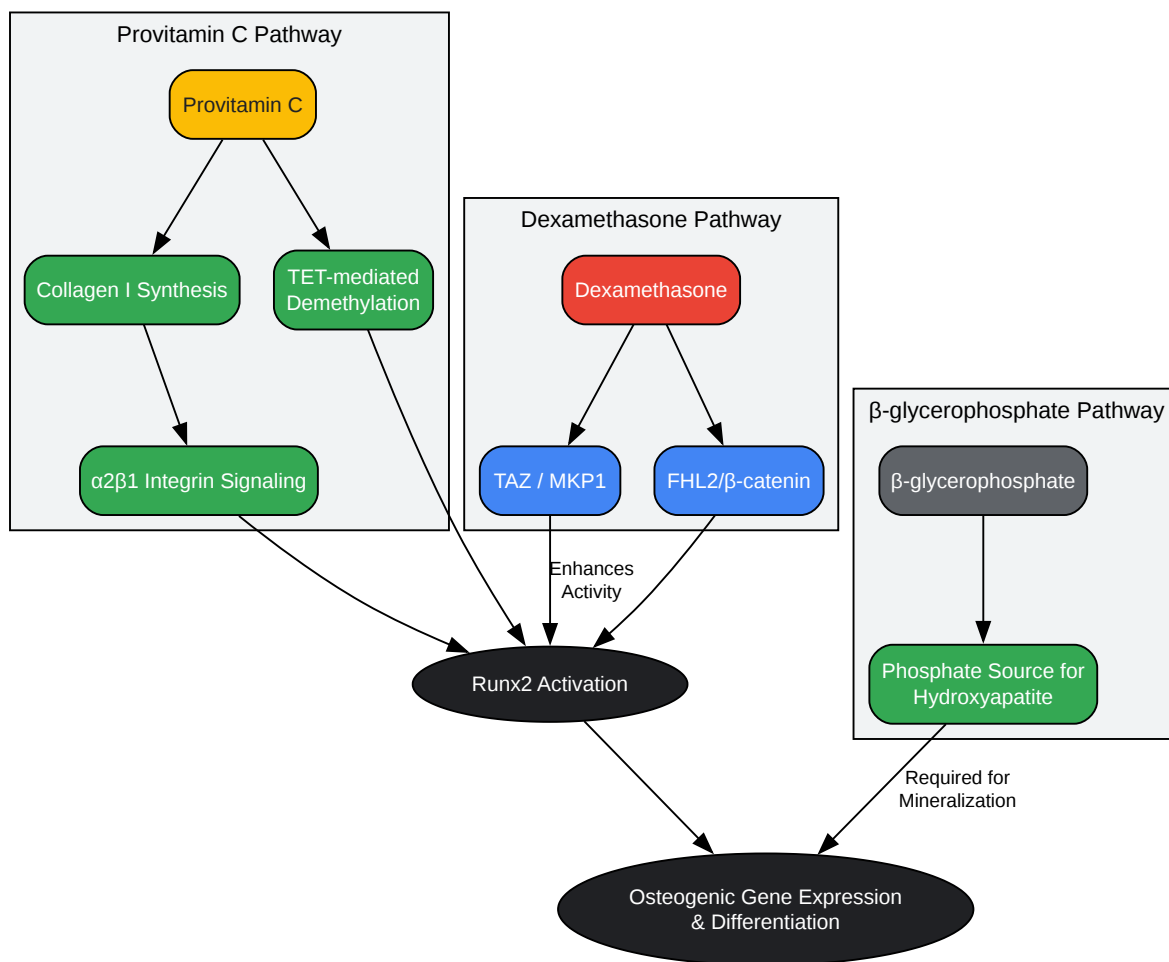 Provitamin C Pathway
Provitamin C
Collagen I Synthesis
TET-mediated
Demethylation
α2β1 Integrin Signaling
Dexamethasone Pathway
Dexamethasone
TAZ / MKP1
FHL2/β-catenin
β-glycerophosphate Pathway
β-glycerophosphate
Phosphate Source for
Hydroxyapatite
Enhances
Activity
Runx2 Activation
Required for
Mineralization
Osteogenic Gene Expression
& Differentiation